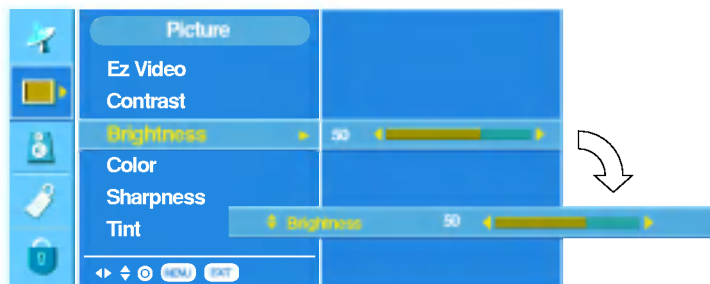 Picture
Ez Video
Contrast
Brightness 50
Color
Sharpness
Tint
Brightness 50
MENU EXIT